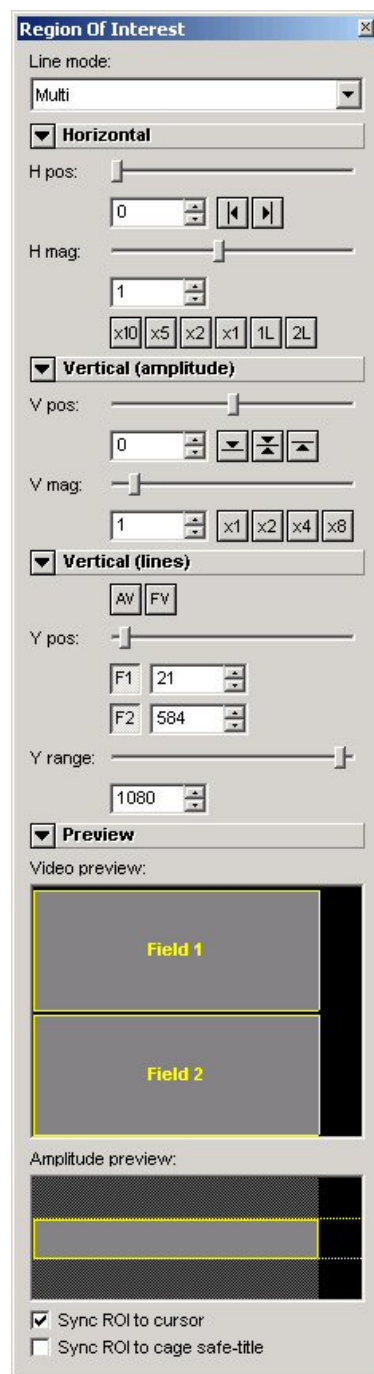 Region Of Interest
Line mode:
Multi
Horizontal
H pos:
0
H mag:
1
x10 x5 x2 x1 1L 2L
Vertical (amplitude)
V pos:
0
V mag:
1 x1 x2 x4 x8
Vertical (lines)
AV FV
Y pos:
F1 21
F2 584
Y range:
1080
Preview
Video preview:
Field 1
Field 2
Amplitude preview:
Sync ROI to cursor
Sync ROI to cage safe-title